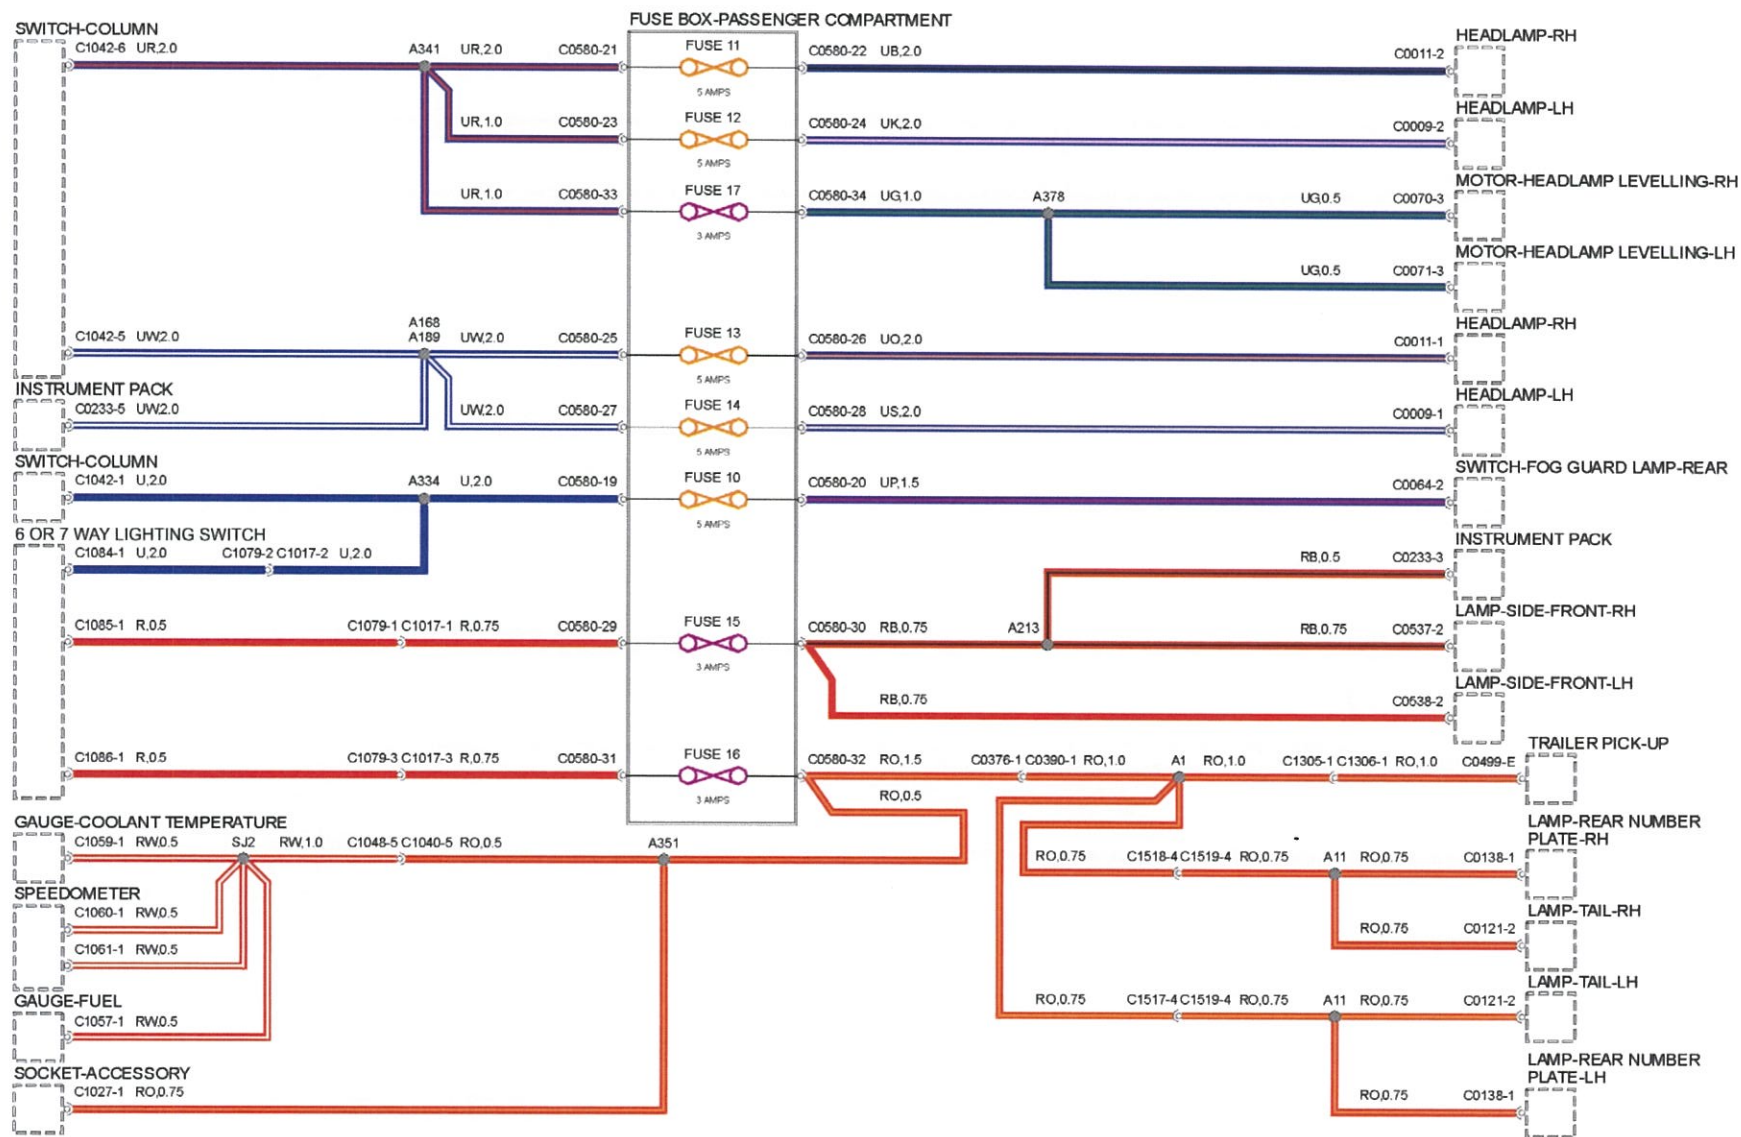 FUSE BOX-PASSENGER COMPARTMENT
SWITCH-COLUMN
C1042-6 UR,2.0 A341 UR,2.0 C0580-21 FUSE 11 C0580-22 UB,2.0 C0011-2 HEADLAMP-RH
5 AMPS
UR,1.0 C0580-23 FUSE 12 C0580-24 UK,2.0 C0009-2 HEADLAMP-LH
5 AMPS
UR,1.0 C0580-33 FUSE 17 C0580-34 UG,1.0 A378 UG,0.5 C0070-3 MOTOR-HEADLAMP LEVELLING-RH
3 AMPS
UG,0.5 C0071-3 MOTOR-HEADLAMP LEVELLING-LH
A168
C1042-5 UW,2.0 A189 UW,2.0 C0580-25 FUSE 13 C0580-26 UO,2.0 C0011-1 HEADLAMP-RH
5 AMPS
INSTRUMENT PACK
C0233-5 UW,2.0 UW,2.0 C0580-27 FUSE 14 C0580-28 US,2.0 C0009-1 HEADLAMP-LH
5 AMPS
SWITCH-COLUMN
C1042-1 U,2.0 A334 U,2.0 C0580-19 FUSE 10 C0580-20 UP,1.5 C0064-2 SWITCH-FOG GUARD LAMP-REAR
5 AMPS
6 OR 7 WAY LIGHTING SWITCH
C1084-1 U,2.0 C1079-2 C1017-2 U,2.0
RB,0.5 C0233-3 INSTRUMENT PACK
C1085-1 R,0.5 C1079-1 C1017-1 R,0.75 C0580-29 FUSE 15 C0580-30 RB,0.75 A213 RB,0.75 C0537-2 LAMP-SIDE-FRONT-RH
3 AMPS
RB,0.75 C0538-2 LAMP-SIDE-FRONT-LH
C1086-1 R,0.5 C1079-3 C1017-3 R,0.75 C0580-31 FUSE 16 C0580-32 RO,1.5 C0376-1 C0390-1 RO,1.0 A1 RO,1.0 C1305-1 C1306-1 RO,1.0 C0499-E TRAILER PICK-UP
3 AMPS
RO,0.5
GAUGE-COOLANT TEMPERATURE
C1059-1 RW,0.5 SJ2 RW,1.0 C1048-5 C1040-5 RO,0.5 A351
LAMP-REAR NUMBER
PLATE-RH
RO,0.75 C1518-4 C1519-4 RO,0.75 A11 RO,0.75 C0138-1
SPEEDOMETER
C1060-1 RW,0.5
RO,0.75 C0121-2 LAMP-TAIL-RH
C1061-1 RW,0.5
GAUGE-FUEL
C1057-1 RW,0.5
RO,0.75 C1517-4 C1519-4 RO,0.75 A11 RO,0.75 C0121-2 LAMP-TAIL-LH
SOCKET-ACCESSORY
C1027-1 RO,0.75
LAMP-REAR NUMBER
PLATE-LH
RO,0.75 C0138-1